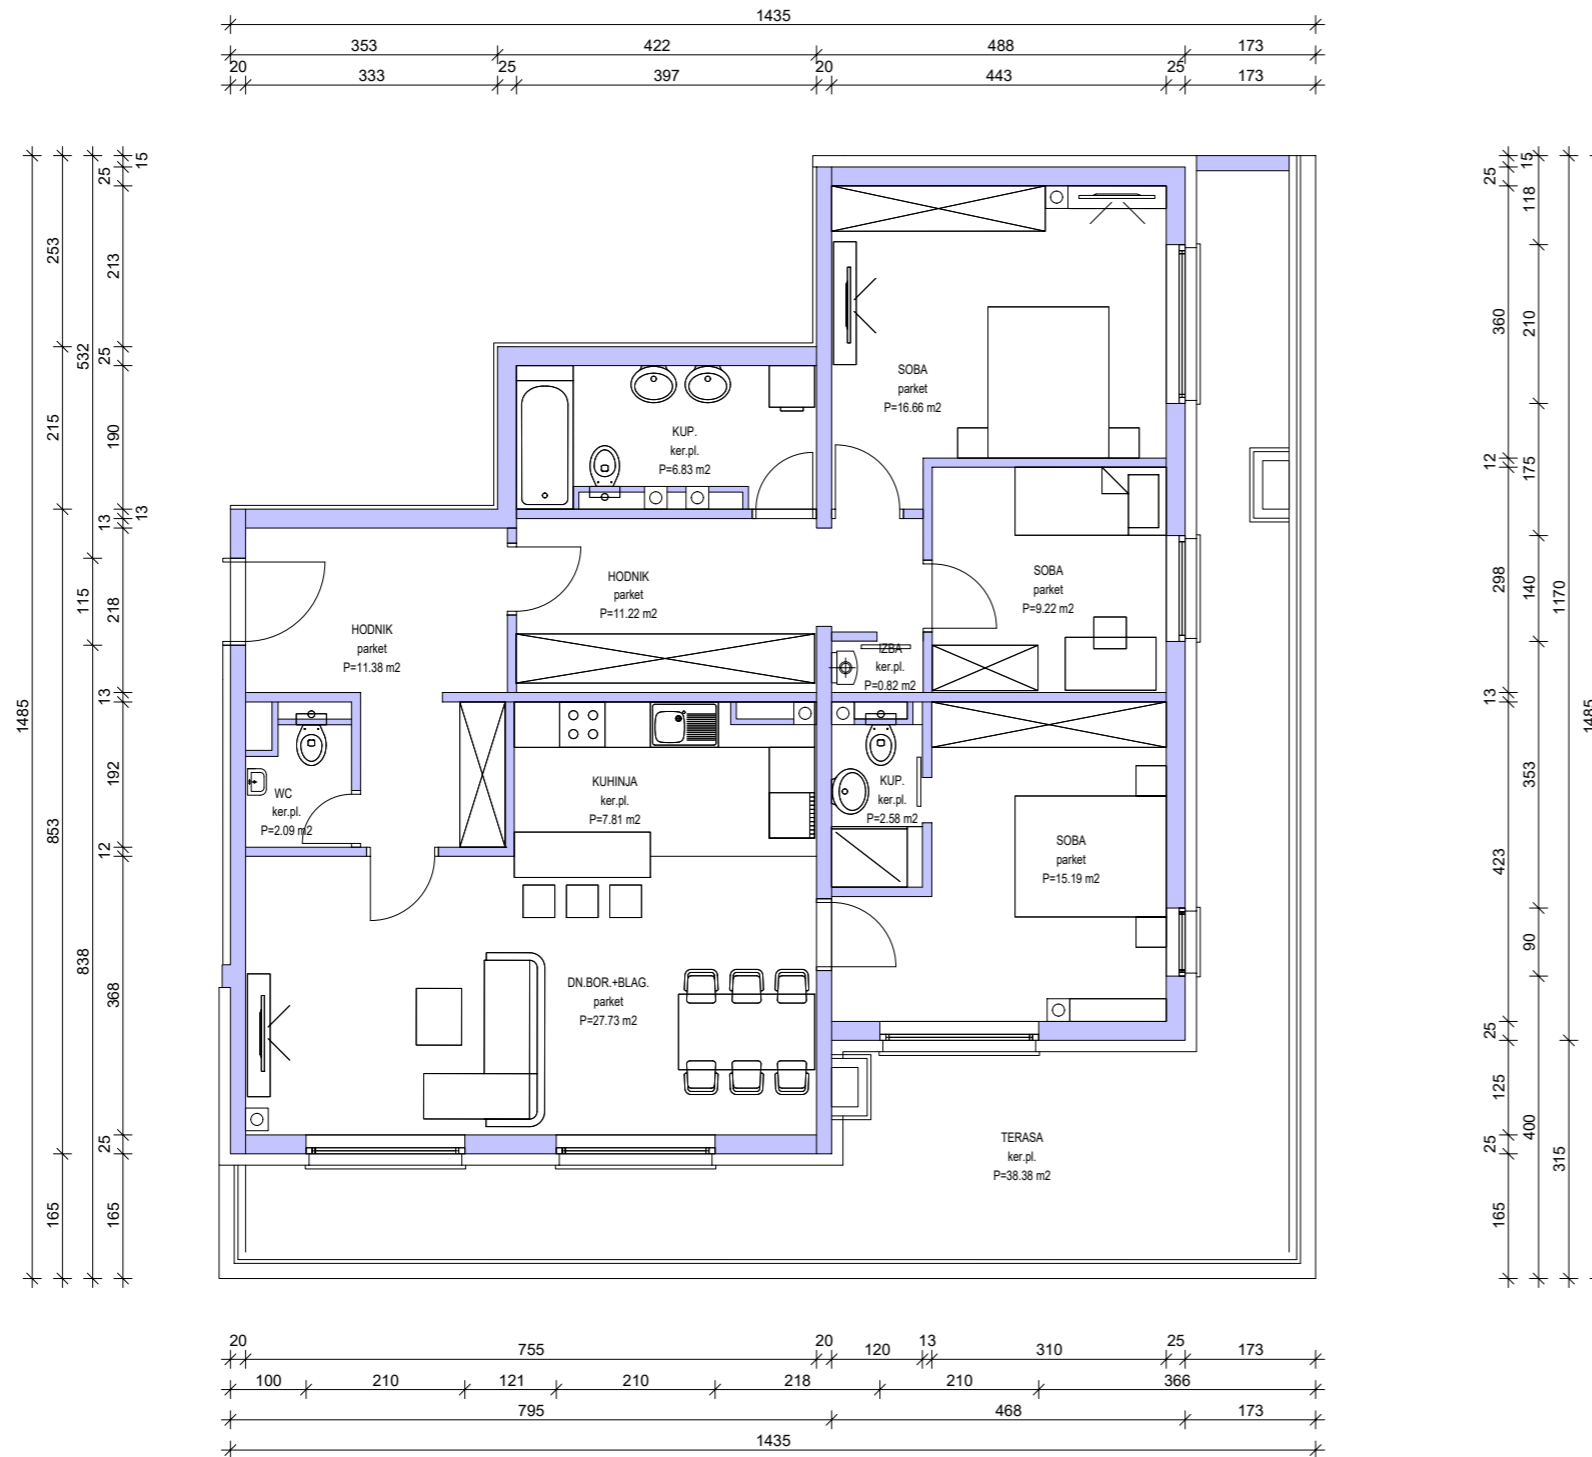 1435
353 422 488 173
20 333 25 397 20 443 25 173
1485
253 215 853 165
532 115 838
15 25 213 25 190 13 13 218 13 192 12 368 25 165
25 360 12 298 13 423 25 125 25 165
15 118 210 175 140 353 90 400
1170 315
1485
SOBA
parket
P=16.66 m2
KUP.
ker.pl.
P=6.83 m2
HODNIK
parket
P=11.22 m2
SOBA
parket
P=9.22 m2
HODNIK
parket
P=11.38 m2
IZBA
ker.pl.
P=0.82 m2
WC
ker.pl.
P=2.09 m2
KUHINJA
ker.pl.
P=7.81 m2
KUP.
ker.pl.
P=2.58 m2
SOBA
parket
P=15.19 m2
DN.BOR.+BLAG.
parket
P=27.73 m2
TERASA
ker.pl.
P=38.38 m2
20 755 20 120 13 310 25 173
100 210 121 210 218 210 366
795 468 173
1435